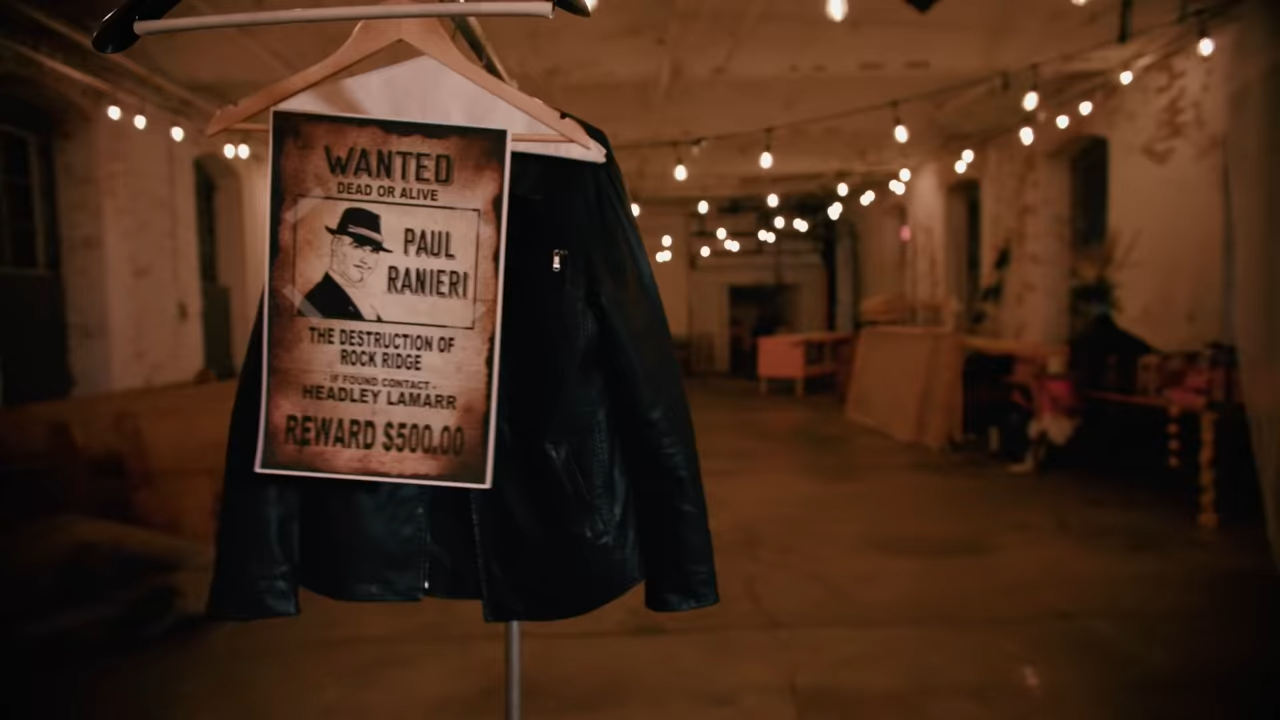 WANTED
DEAD OR ALIVE
PAUL
RANIERI
THE DESTRUCTION OF
ROCK RIDGE
- IF FOUND CONTACT -
HEADLEY LAMARR
REWARD $500.00